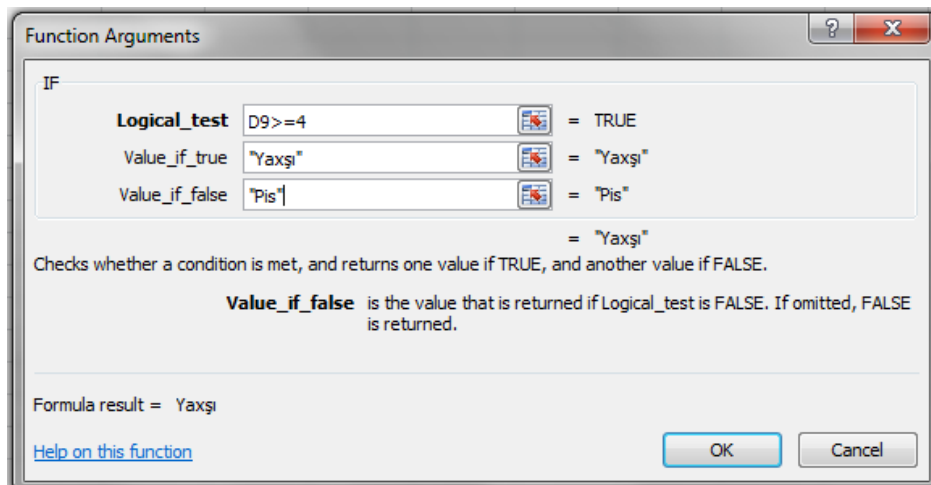 Function Arguments
IF
Logical_test D9>=4 = TRUE
Value_if_true "Yaxşı" = "Yaxşı"
Value_if_false "Pis" = "Pis"
= "Yaxşı"
Checks whether a condition is met, and returns one value if TRUE, and another value if FALSE.
Value_if_false is the value that is returned if Logical_test is FALSE. If omitted, FALSE
is returned.
Formula result = Yaxşı
Help on this function OK Cancel